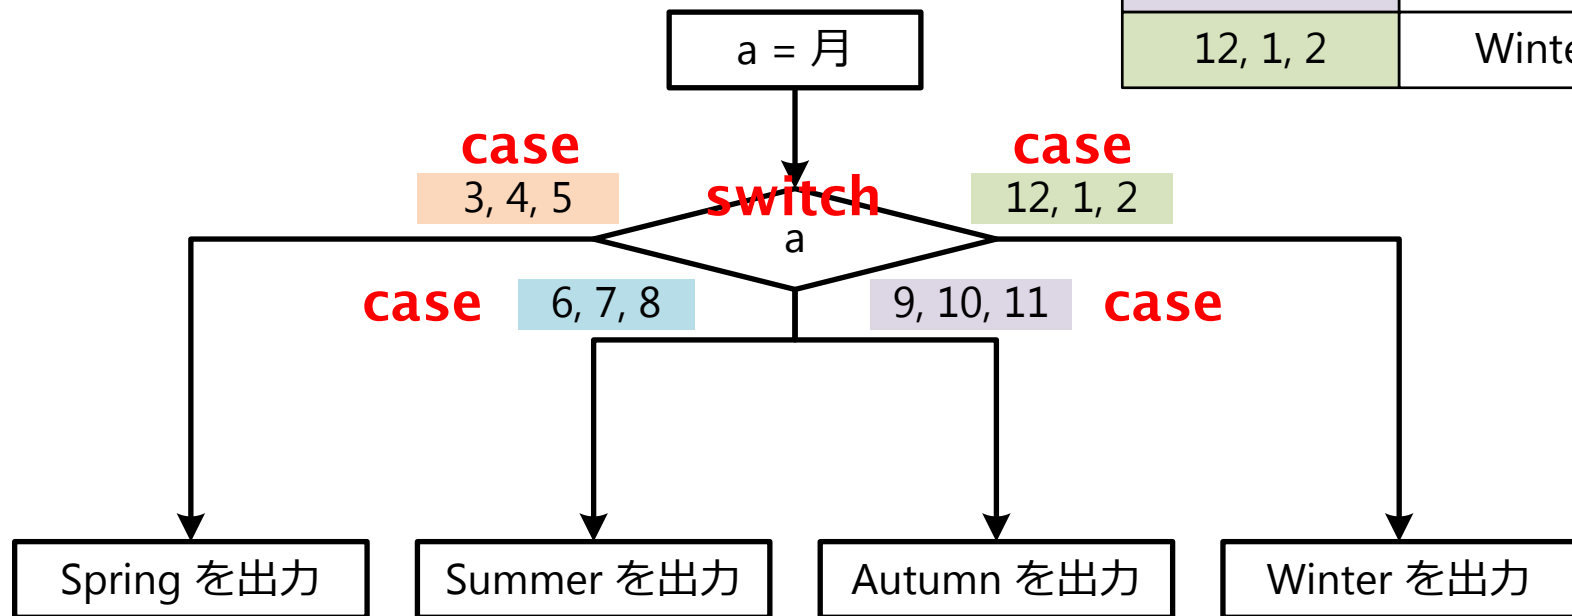 12, 1, 2
a = 月
case
case
3, 4, 5
switch
12, 1, 2
a
case
6, 7, 8
9, 10, 11
case
Spring を出力
Summer を出力
Autumn を出力
Winter を出力